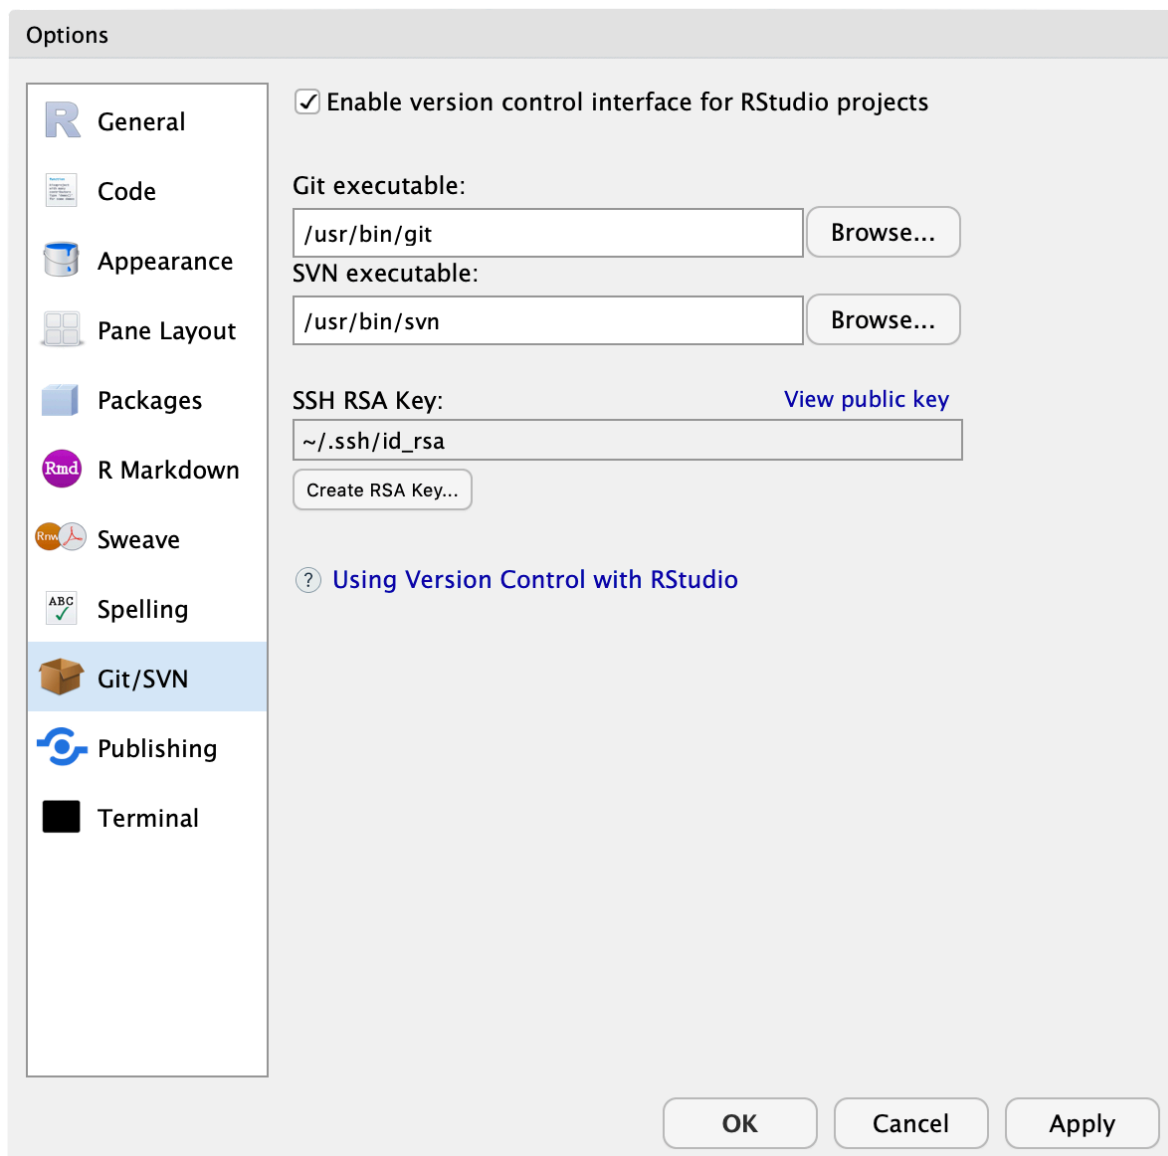 Options
General
Code
Appearance
Pane Layout
Packages
Rmd R Markdown
Rnw Sweave
ABC Spelling
Git/SVN
Publishing
Terminal
Enable version control interface for RStudio projects
Git executable:
/usr/bin/git Browse...
SVN executable:
/usr/bin/svn Browse...
SSH RSA Key: View public key
~/.ssh/id_rsa
Create RSA Key...
? Using Version Control with RStudio
OK Cancel Apply